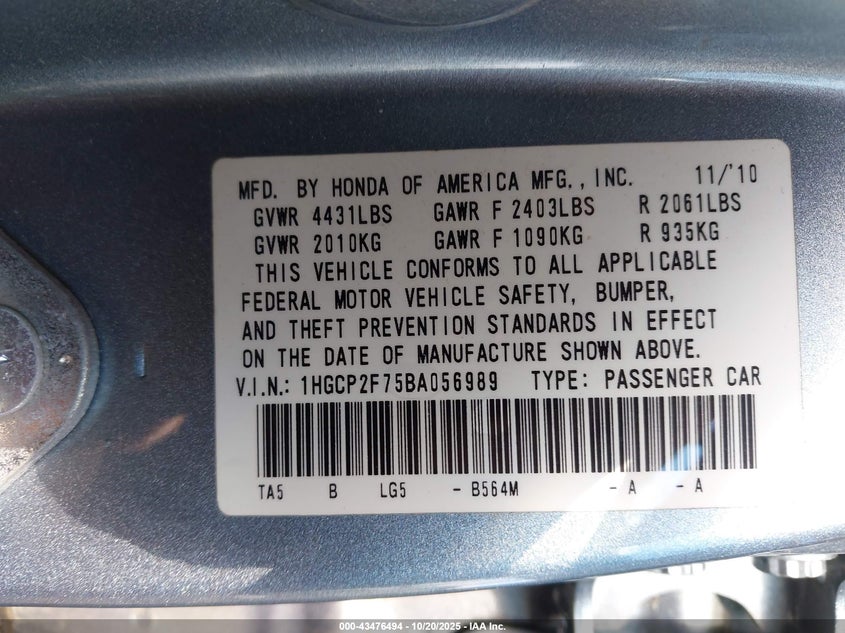 MFD. BY HONDA OF AMERICA MFG., INC. 11/'10
GVWR 4431LBS GAWR F 2403LBS R 2061LBS
GVWR 2010KG GAWR F 1090KG R 935KG
THIS VEHICLE CONFORMS TO ALL APPLICABLE
FEDERAL MOTOR VEHICLE SAFETY, BUMPER,
AND THEFT PREVENTION STANDARDS IN EFFECT
ON THE DATE OF MANUFACTURE SHOWN ABOVE.
V.I.N.: 1HGCP2F75BA056989 TYPE: PASSENGER CAR
TA5 B LG5 - B564M - A - A
000-43476494 - 10/20/2025 - IAA Inc.